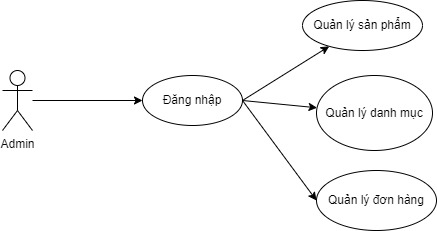 Quản lý sản phẩm
Đăng nhập
Quản lý danh mục
Admin
Quản lý đơn hàng